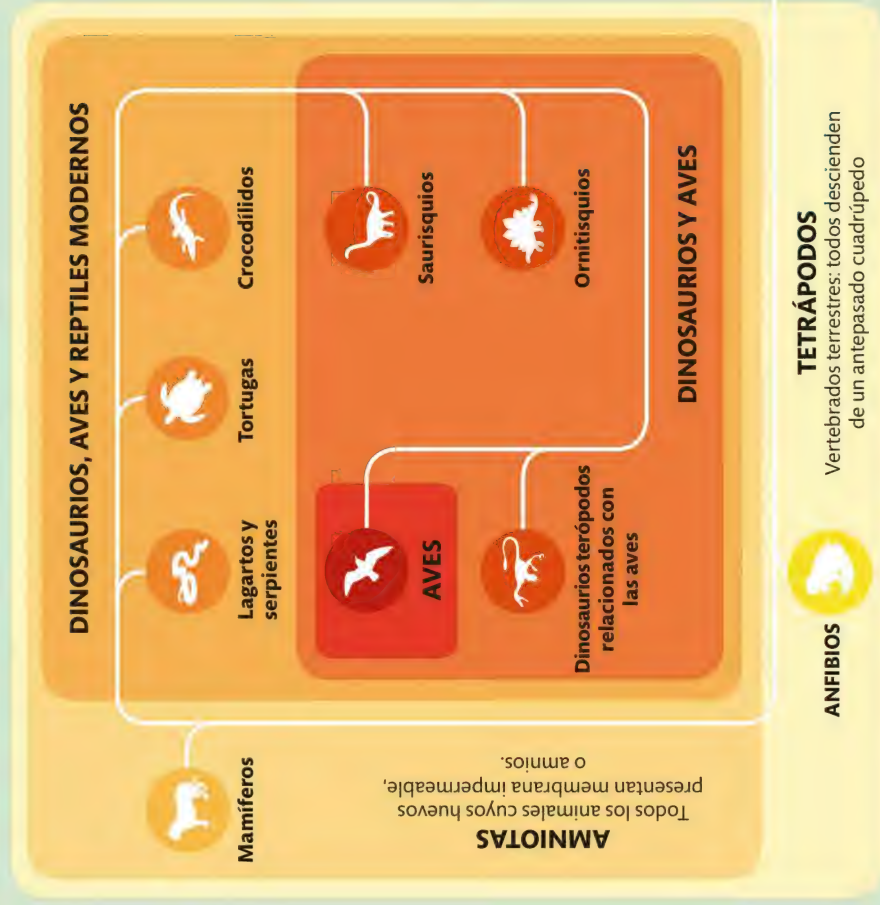 DINOSAURIOS, AVES Y REPTILES MODERNOS
Mamíferos
Lagartos y
serpientes
Tortugas
Crocodílidos
AVES
Saurisquios
Dinosaurios terópodos
relacionados con
las aves
Ornitisquios
DINOSAURIOS Y AVES
AMNIOTAS
Todos los animales cuyos huevos
presentan membrana impermeable,
o amnios.
ANFIBIOS
TETRÁPODOS
Vertebrados terrestres: todos descienden
de un antepasado cuadrúpedo